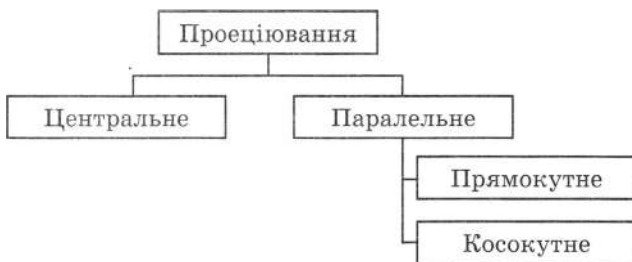 Проеціювання
Центральне
Паралельне
Прямокутне
Косокутне